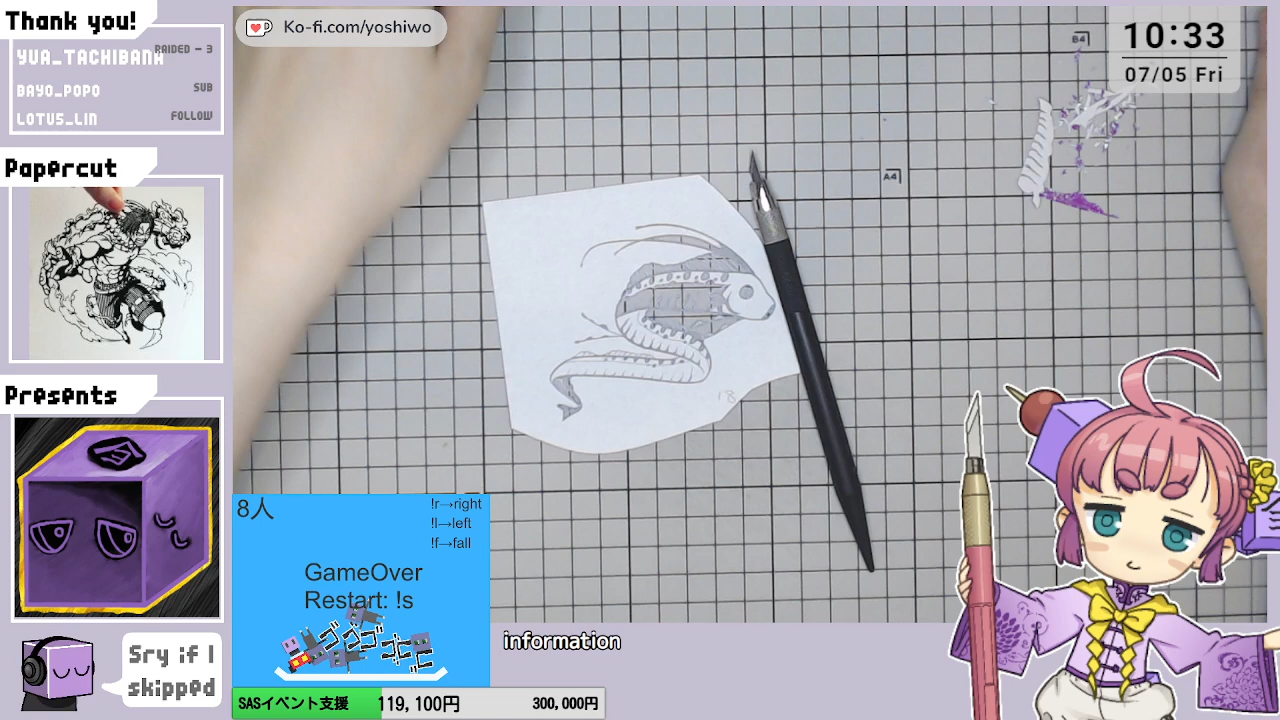 Thank you!
YUA_TACHIBANA RAIDED - 3
BAYO_POPO SUB
LOTU5_LIN FOLLOW
Papercut
Presents
Sry if I
skipped
Ko-fi.com/yoshiwo
B4
A4
10:33
07/05 Fri
18
8人
!r→right
!l→left
!f→fall
GameOver
Restart: !s
information
SASイベント支援 119,100円 300,000円